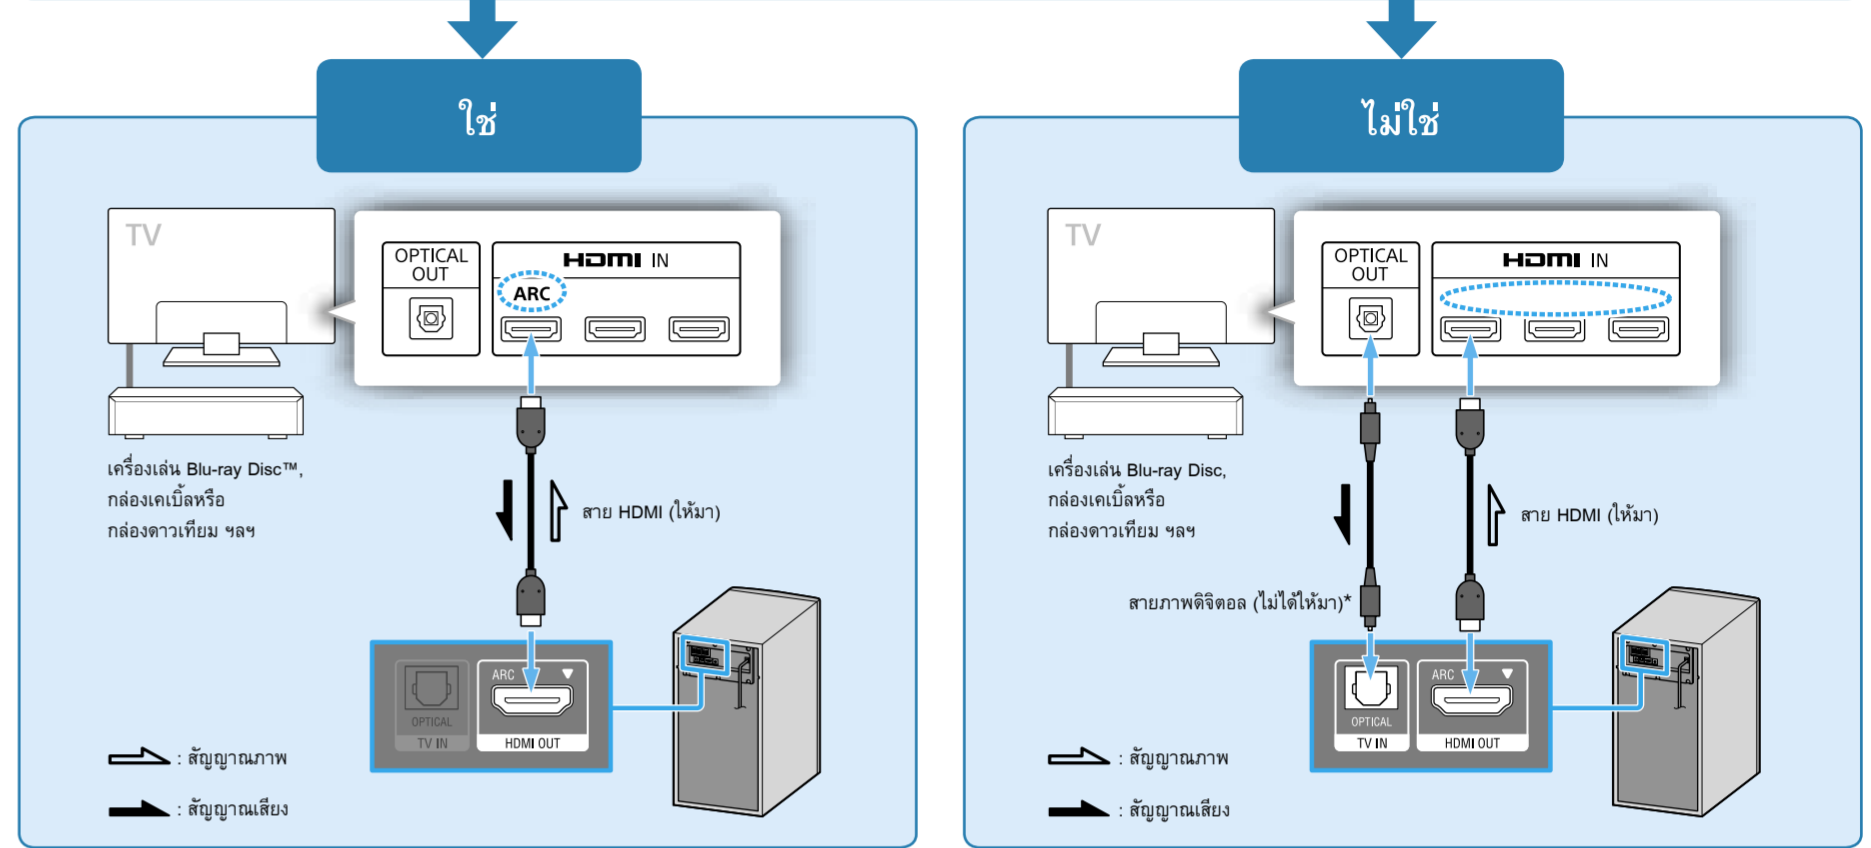 ใช่
TV
OPTICAL
OUT
HDMI IN
ARC
เครื่องเล่น Blu-ray Disc™,
กล่องเคเบิ้ลหรือ
กล่องดาวเทียม ฯลฯ
สาย HDMI (ให้มา)
ARC
OPTICAL
TV IN
HDMI OUT
: สัญญาณภาพ
: สัญญาณเสียง
ไม่ใช่
TV
OPTICAL
OUT
HDMI IN
เครื่องเล่น Blu-ray Disc,
กล่องเคเบิ้ลหรือ
กล่องดาวเทียม ฯลฯ
สาย HDMI (ให้มา)
สายภาพดิจิตอล (ไม่ได้ให้มา)*
ARC
OPTICAL
TV IN
HDMI OUT
: สัญญาณภาพ
: สัญญาณเสียง